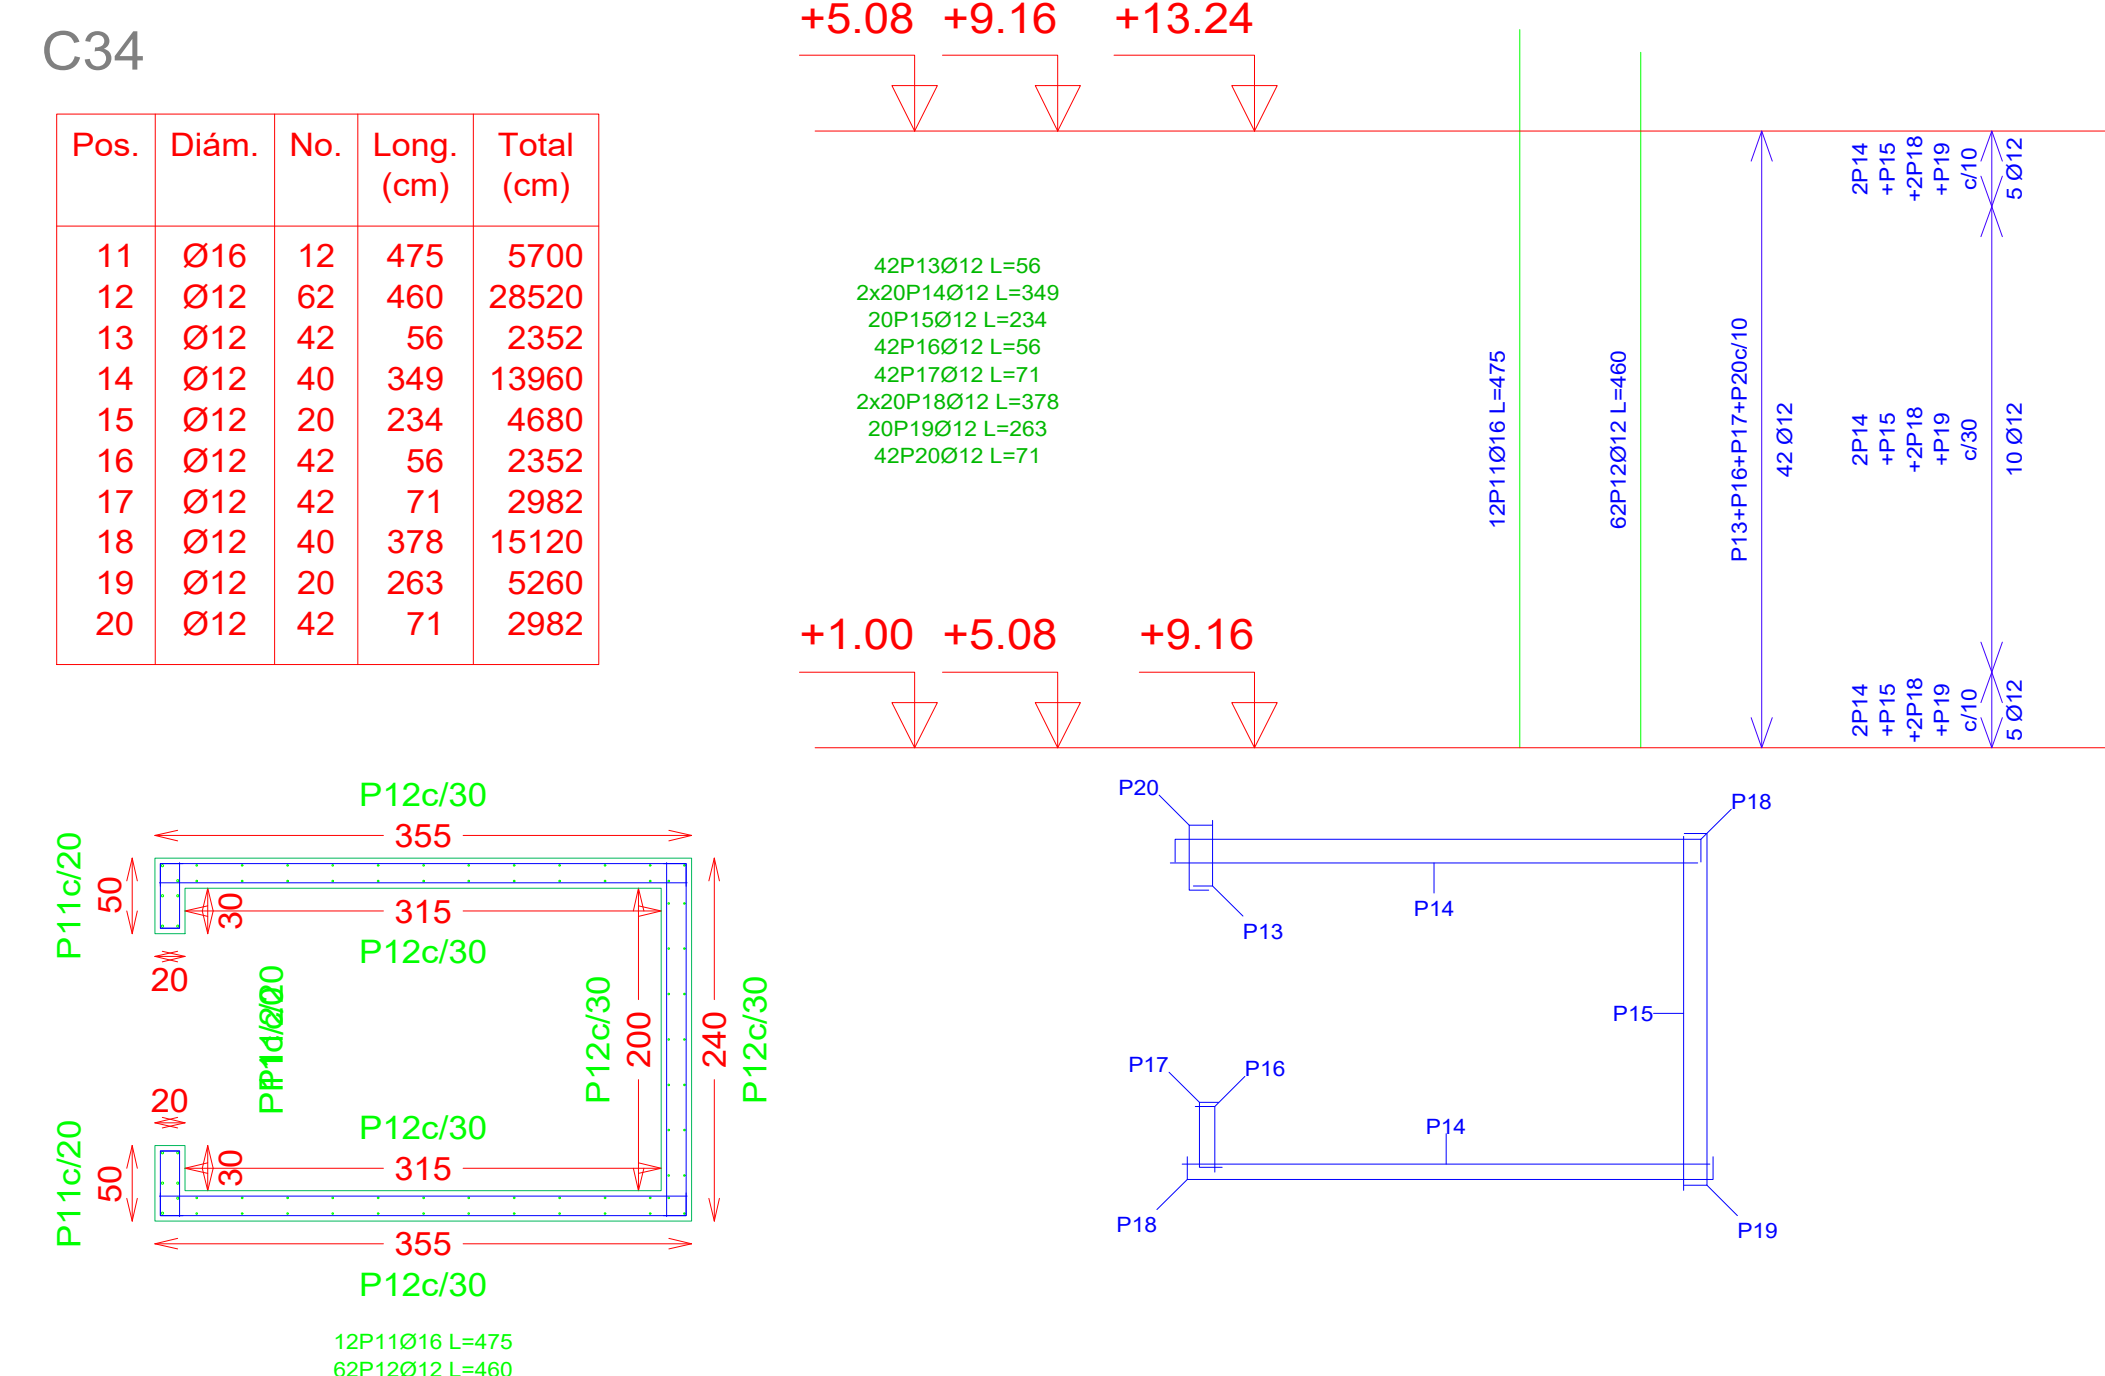 C34
Pos. Diám. No. Long. (cm) Total (cm)
11 Ø16 12 475 5700
12 Ø12 62 460 28520
13 Ø12 42 56 2352
14 Ø12 40 349 13960
15 Ø12 20 234 4680
16 Ø12 42 56 2352
17 Ø12 42 71 2982
18 Ø12 40 378 15120
19 Ø12 20 263 5260
20 Ø12 42 71 2982
+5.08 +9.16 +13.24
42P13Ø12 L=56
2x20P14Ø12 L=349
20P15Ø12 L=234
42P16Ø12 L=56
42P17Ø12 L=71
2x20P18Ø12 L=378
20P19Ø12 L=263
42P20Ø12 L=71
12P11Ø16 L=475
62P12Ø12 L=460
P13+P16+P17+P20c/10
42 Ø12
2P14
+P15
+2P18
+P19
c/10
5 Ø12
2P14
+P15
+2P18
+P19
c/30
10 Ø12
2P14
+P15
+2P18
+P19
c/10
5 Ø12
+1.00 +5.08 +9.16
P12c/30
355
P11c/20
50
30
315
P12c/30
20
P12c/30
200
240
P12c/30
20
P12c/30
P11c/20
50
30
315
355
P12c/30
12P11Ø16 L=475
62P12Ø12 L=460
P20
P18
P14
P13
P15
P17
P16
P14
P18
P19